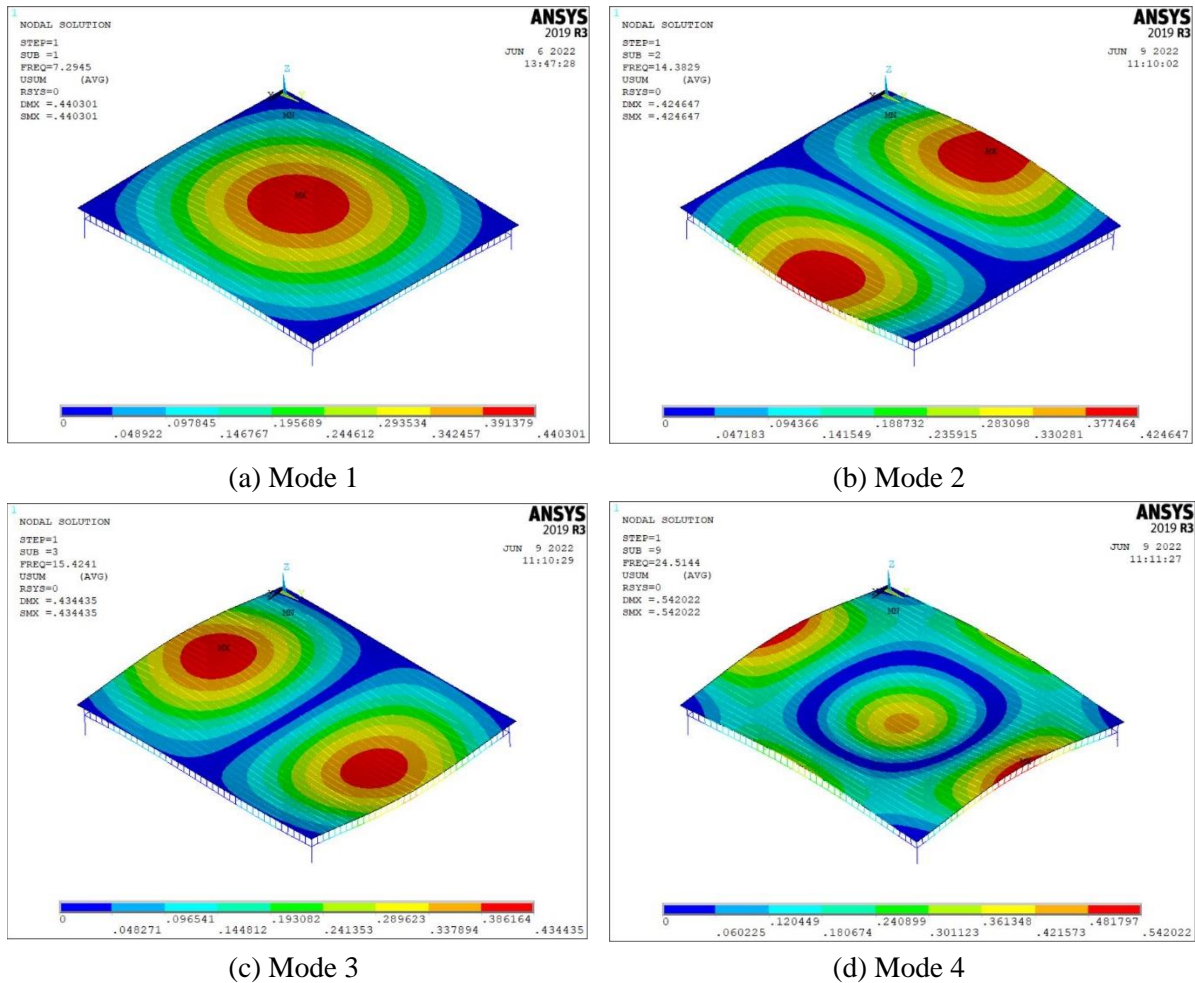 1
NODAL SOLUTION
STEP=1
SUB =1
FREQ=7.2945
USUM (AVG)
RSYS=0
DMX =.440301
SMX =.440301
ANSYS
2019 R3
JUN 6 2022
13:47:28
Z
MN
MX
0 .097845 .195689 .293534 .391379
.048922 .146767 .244612 .342457 .440301
(a) Mode 1
1
NODAL SOLUTION
STEP=1
SUB =2
FREQ=14.3829
USUM (AVG)
RSYS=0
DMX =.424647
SMX =.424647
ANSYS
2019 R3
JUN 9 2022
11:10:02
Z
MN
MX
0 .094366 .188732 .283098 .377464
.047183 .141549 .235915 .330281 .424647
(b) Mode 2
1
NODAL SOLUTION
STEP=1
SUB =3
FREQ=15.4241
USUM (AVG)
RSYS=0
DMX =.434435
SMX =.434435
ANSYS
2019 R3
JUN 9 2022
11:10:29
Z
MN
MX
0 .096541 .193082 .289623 .386164
.048271 .144812 .241353 .337894 .434435
(c) Mode 3
1
NODAL SOLUTION
STEP=1
SUB =9
FREQ=24.5144
USUM (AVG)
RSYS=0
DMX =.542022
SMX =.542022
ANSYS
2019 R3
JUN 9 2022
11:11:27
Z
MN
0 .120449 .240899 .361348 .481797
.060225 .180674 .301123 .421573 .542022
(d) Mode 4